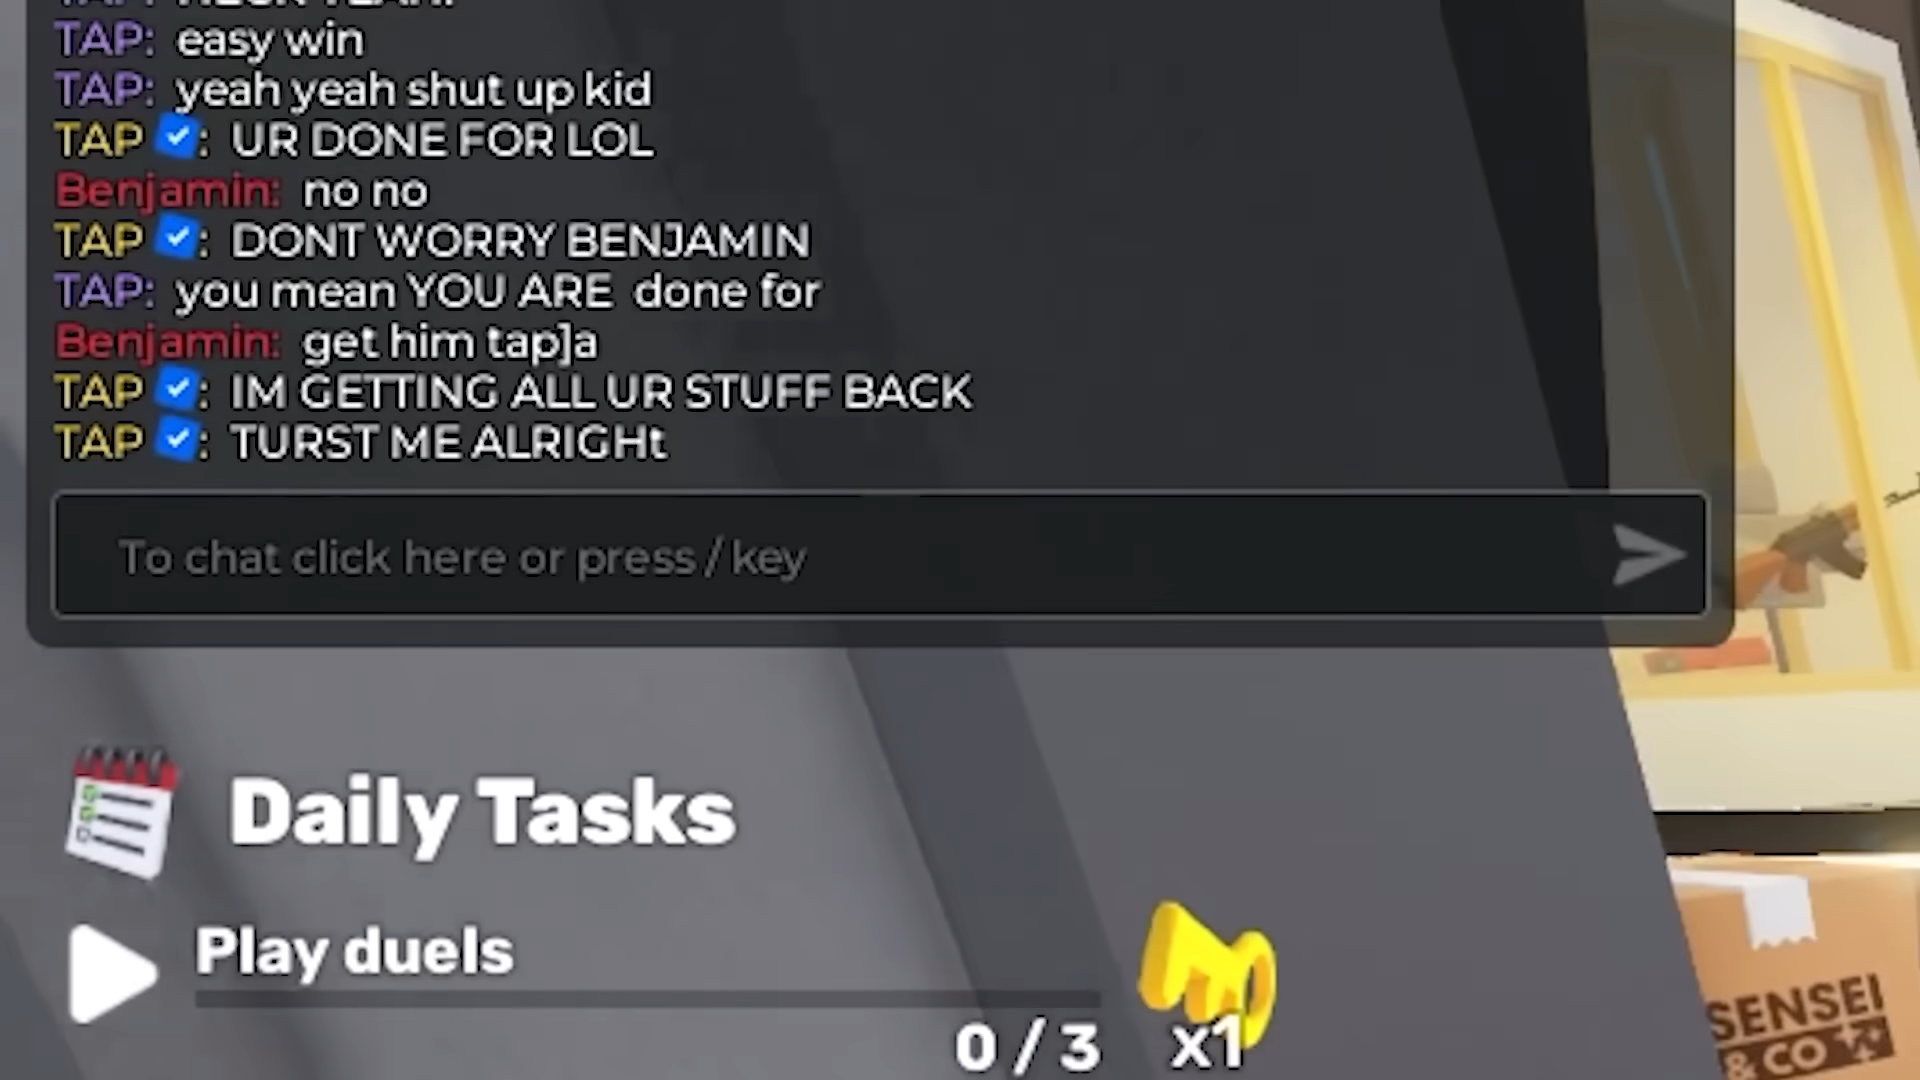 TAP: HECK YEAH!
TAP: easy win
TAP: yeah yeah shut up kid
TAP: UR DONE FOR LOL
Benjamin: no no
TAP: DONT WORRY BENJAMIN
TAP: you mean YOU ARE done for
Benjamin: get him tap]a
TAP: IM GETTING ALL UR STUFF BACK
TAP: TURST ME ALRIGHt
To chat click here or press / key
Daily Tasks
Play duels
0 / 3
x1
SENSEI
& CO